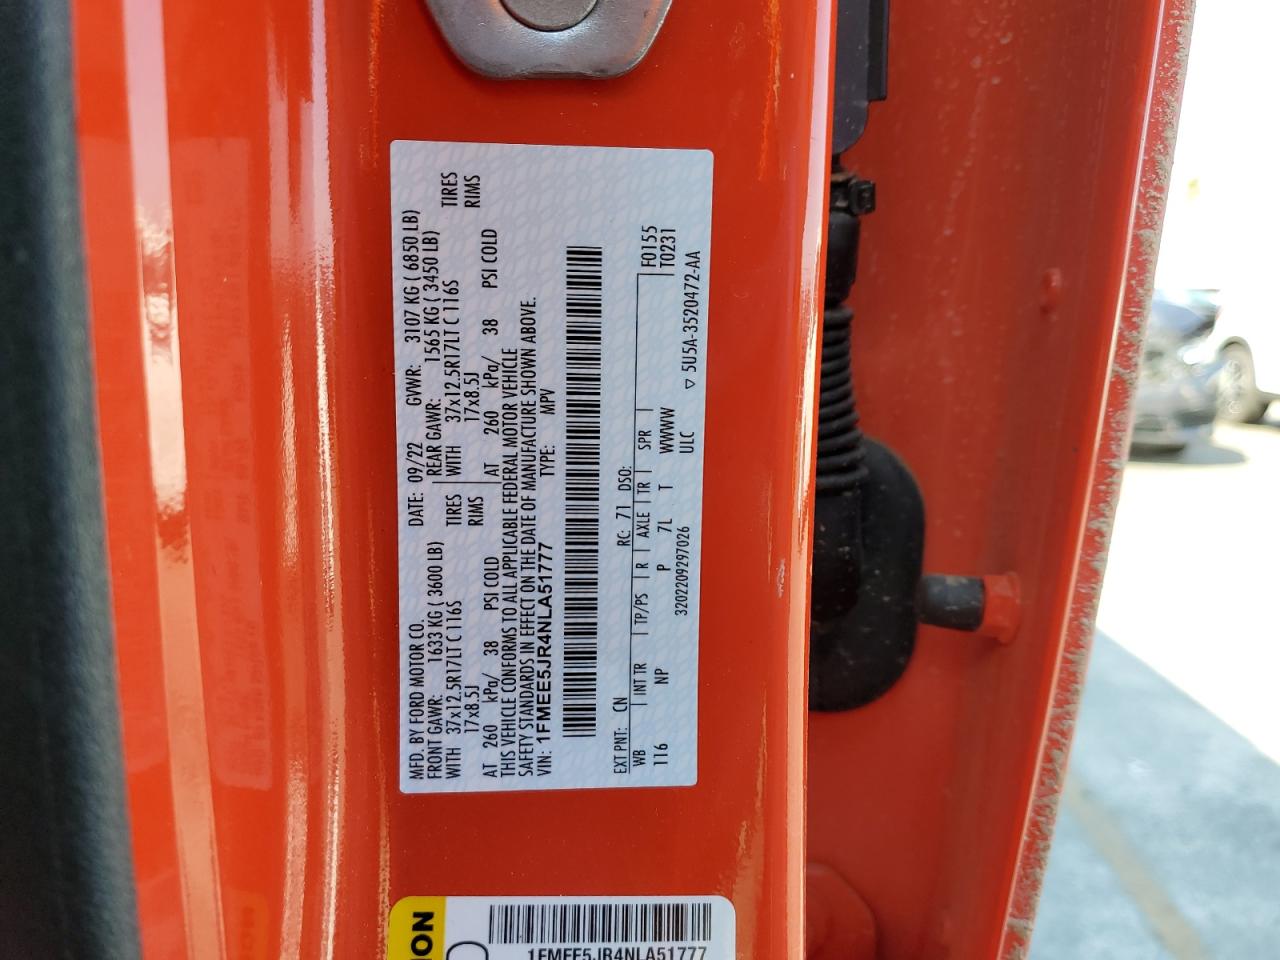 MFD. BY FORD MOTOR CO. DATE: 09/22 GVWR: 3107 KG ( 6850 LB)
FRONT GAWR: 1633 KG ( 3600 LB) REAR GAWR: 1565 KG ( 3450 LB)
WITH 37x12.5R17LT C 116S TIRES WITH 37x12.5R17LT C 116S TIRES
17x8.5J RIMS 17x8.5J RIMS
AT 260 kPa/ 38 PSI COLD AT 260 kPa/ 38 PSI COLD
THIS VEHICLE CONFORMS TO ALL APPLICABLE FEDERAL MOTOR VEHICLE
SAFETY STANDARDS IN EFFECT ON THE DATE OF MANUFACTURE SHOWN ABOVE.
VIN: 1FMEE5JR4NLA51777 TYPE: MPV
EXT PNT: CN RC: 71 DSO:
WB INT TR TP/PS R AXLE TR SPR F0155
116 NP P 7L T WWWW T0231
3202209297026 ULC
▽ 5U5A-3520472-AA
ION
1FMEE5JR4NLA51777